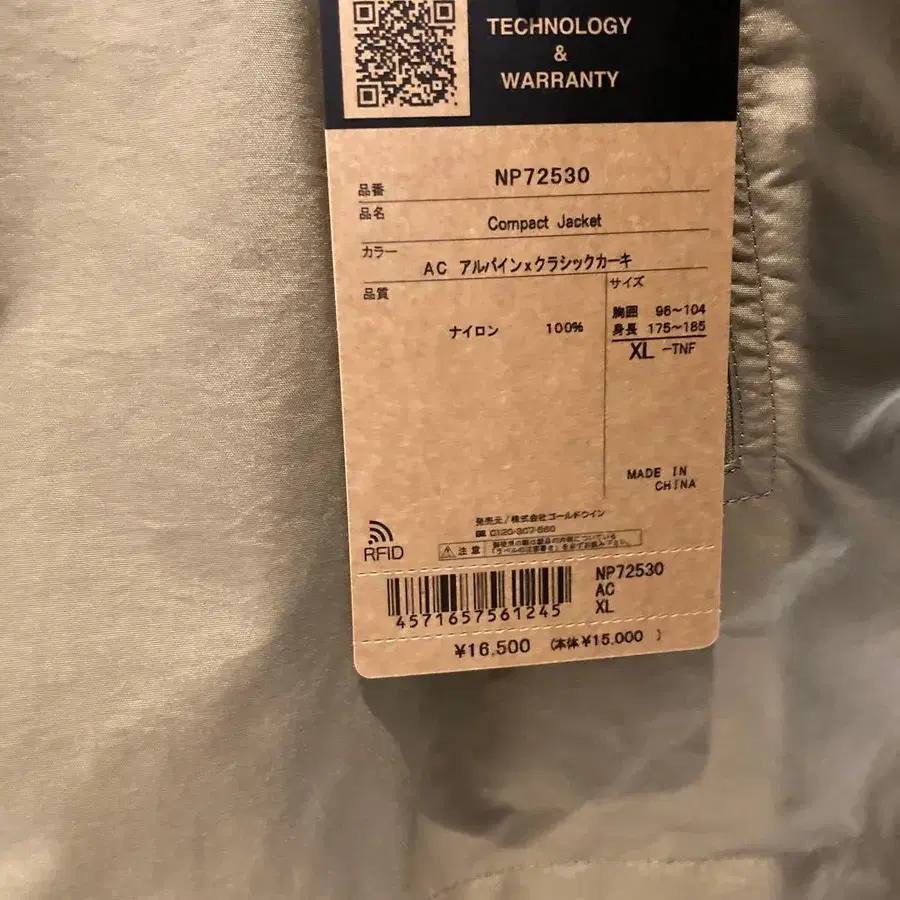 TECHNOLOGY
&
WARRANTY
品番 NP72530
品名 Compact Jacket
カラー AC アルパインxクラシックカーキ
品質
ナイロン 100%
サイズ
胸囲 96~104
身長 175~185
XL -TNF
MADE IN
CHINA
発売元/株式会社ゴールドウイン
0120-307-560
RFID
注意
NP72530
AC
XL
4571657561245
¥16,500 (本体¥15,000 )